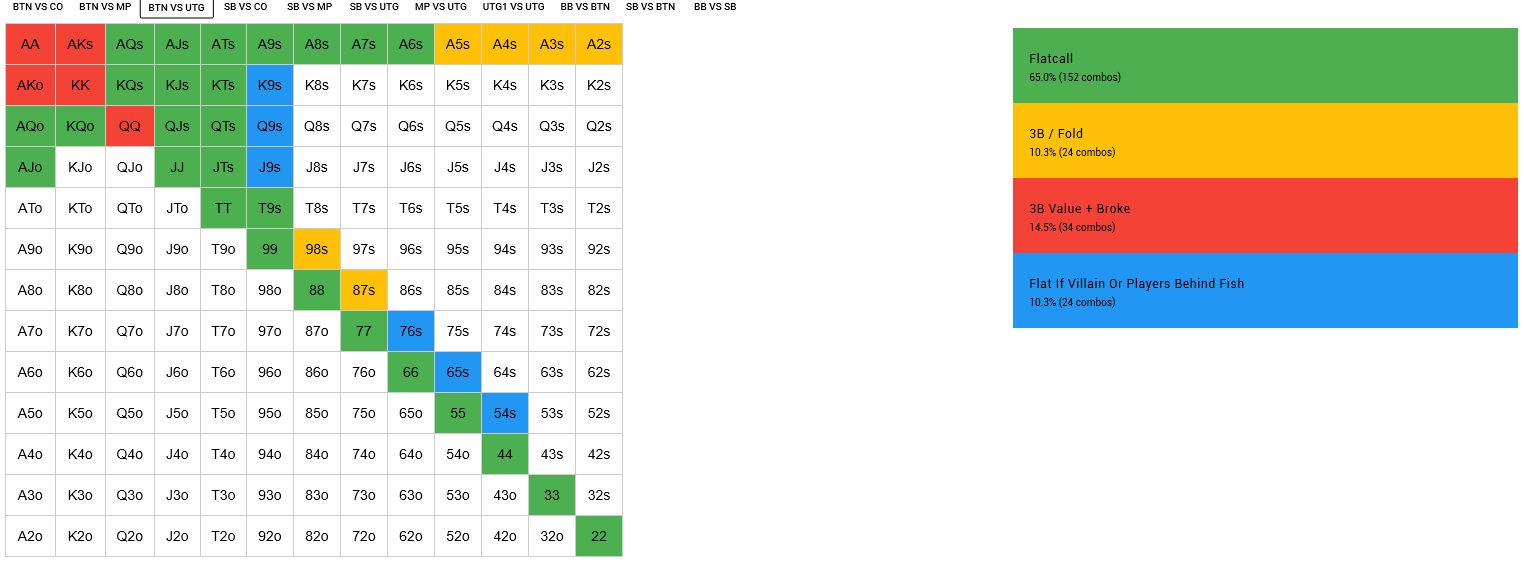 BTN VS CO BTN VS MP BTN VS UTG SB VS CO SB VS MP SB VS UTG MP VS UTG UTG1 VS UTG BB VS BTN SB VS BTN BB VS SB
AA AKs AQs AJs ATs A9s A8s A7s A6s A5s A4s A3s A2s
AKo KK KQs KJs KTs K9s K8s K7s K6s K5s K4s K3s K2s
AQo KQo QQ QJs QTs Q9s Q8s Q7s Q6s Q5s Q4s Q3s Q2s
AJo KJo QJo JJ JTs J9s J8s J7s J6s J5s J4s J3s J2s
ATo KTo QTo JTo TT T9s T8s T7s T6s T5s T4s T3s T2s
A9o K9o Q9o J9o T9o 99 98s 97s 96s 95s 94s 93s 92s
A8o K8o Q8o J8o T8o 98o 88 87s 86s 85s 84s 83s 82s
A7o K7o Q7o J7o T7o 97o 87o 77 76s 75s 74s 73s 72s
A6o K6o Q6o J6o T6o 96o 86o 76o 66 65s 64s 63s 62s
A5o K5o Q5o J5o T5o 95o 85o 75o 65o 55 54s 53s 52s
A4o K4o Q4o J4o T4o 94o 84o 74o 64o 54o 44 43s 42s
A3o K3o Q3o J3o T3o 93o 83o 73o 63o 53o 43o 33 32s
A2o K2o Q2o J2o T2o 92o 82o 72o 62o 52o 42o 32o 22
Flatcall
65.0% (152 combos)
3B / Fold
10.3% (24 combos)
3B Value + Broke
14.5% (34 combos)
Flat If Villain Or Players Behind Fish
10.3% (24 combos)